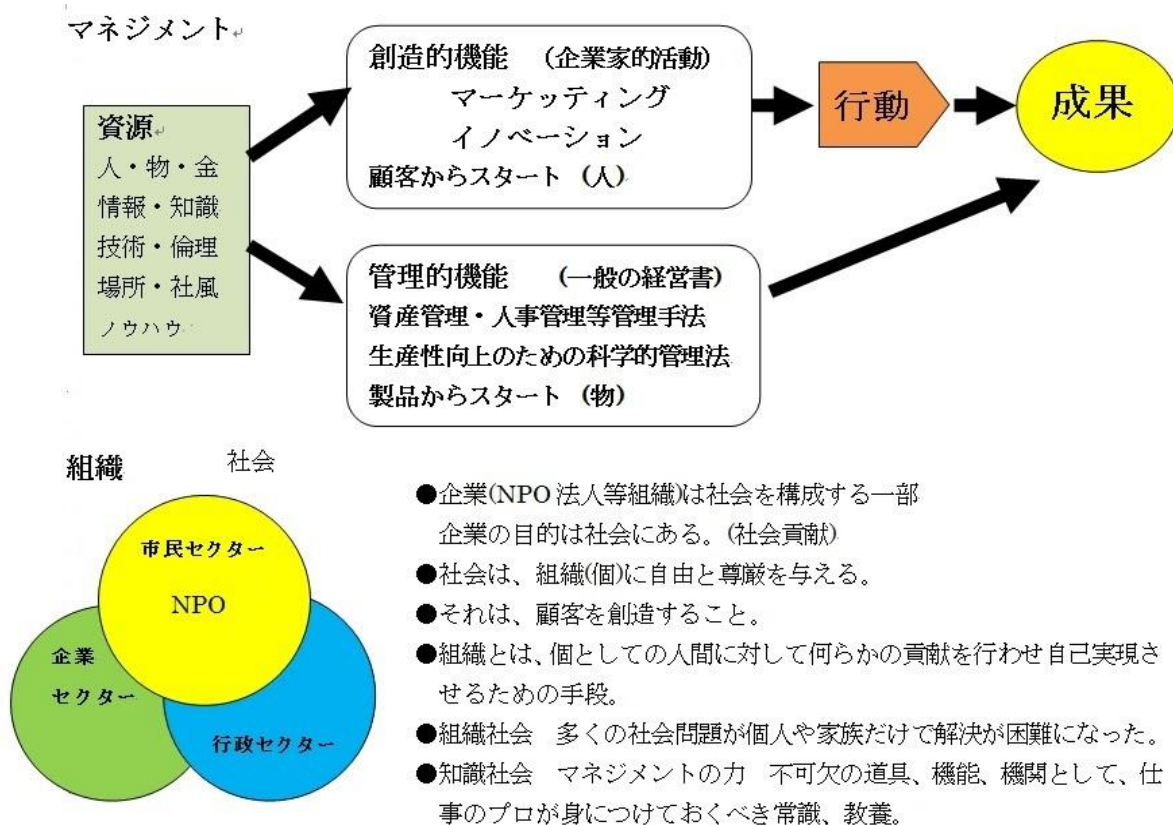 マネジメント
資源
人・物・金
情報・知識
技術・倫理
場所・社風
ノウハウ
創造的機能 (企業家的活動)
マーケッティング
イノベーション
顧客からスタート (人)
行動
成果
管理的機能 (一般の経営書)
資産管理・人事管理等管理手法
生産性向上のための科学的管理法
製品からスタート (物)
組織 社会
市民セクター
NPO
企業
セクター
行政セクター
●企業(NPO法人等組織)は社会を構成する一部
企業の目的は社会にある。(社会貢献)
●社会は、組織(個)に自由と尊厳を与える。
●それは、顧客を創造すること。
●組織とは、個としての人間に対して何らかの貢献を行わせ自己実現さ
せるための手段。
●組織社会 多くの社会問題が個人や家族だけで解決が困難になった。
●知識社会 マネジメントの力 不可欠の道具、機能、機関として、仕
事のプロが身につけておくべき常識、教養。